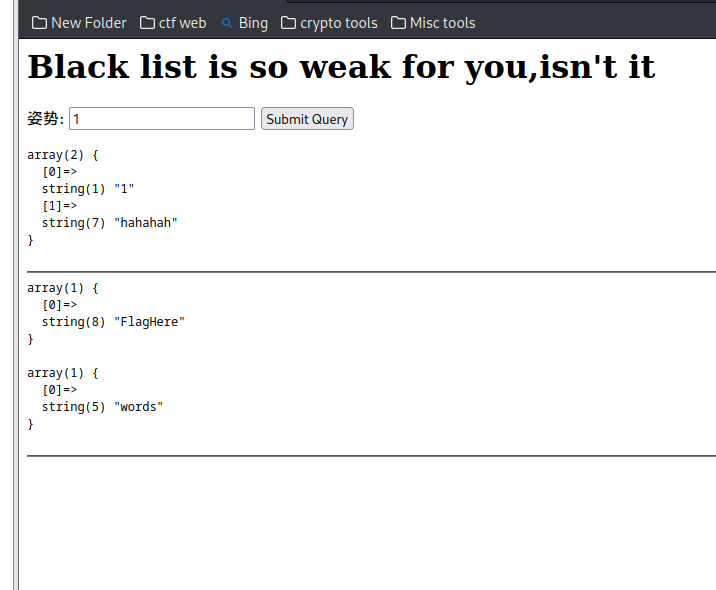 New Folder ctf web Bing crypto tools Misc tools
Black list is so weak for you,isn't it
姿势: 1 Submit Query
array(2) {
  [0]=>
  string(1) "1"
  [1]=>
  string(7) "hahahah"
}
array(1) {
  [0]=>
  string(8) "FlagHere"
}
array(1) {
  [0]=>
  string(5) "words"
}